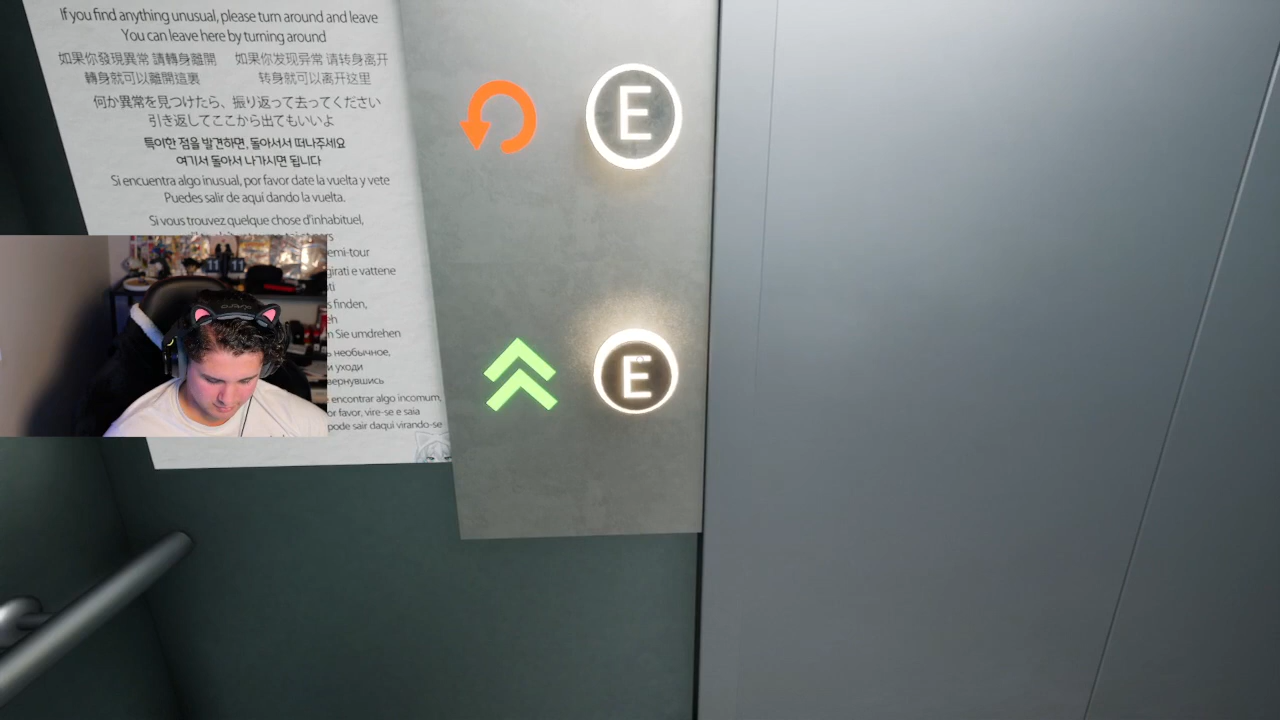 If you find anything unusual, please turn around and leave
You can leave here by turning around
如果你發現異常 請轉身離開 如果你发现异常 请转身离开
轉身就可以離開這裏 转身就可以离开这里
何か異常を見つけたら、振り返って去ってください
引き返してここから出てもいいよ
특이한 점을 발견하면, 돌아서서 떠나주세요
여기서 돌아서 나가시면 됩니다
Si encuentra algo inusual, por favor date la vuelta y vete
Puedes salir de aquí dando la vuelta.
Si vous trouvez quelque chose d'inhabituel,
emi-tour
girati e vattene
finden,
n Sie umdrehen
необычное,
и уходи
вернувшись
encontrar algo incomum,
or favor, vire-se e saia
pode sair daqui virando-se
E
E